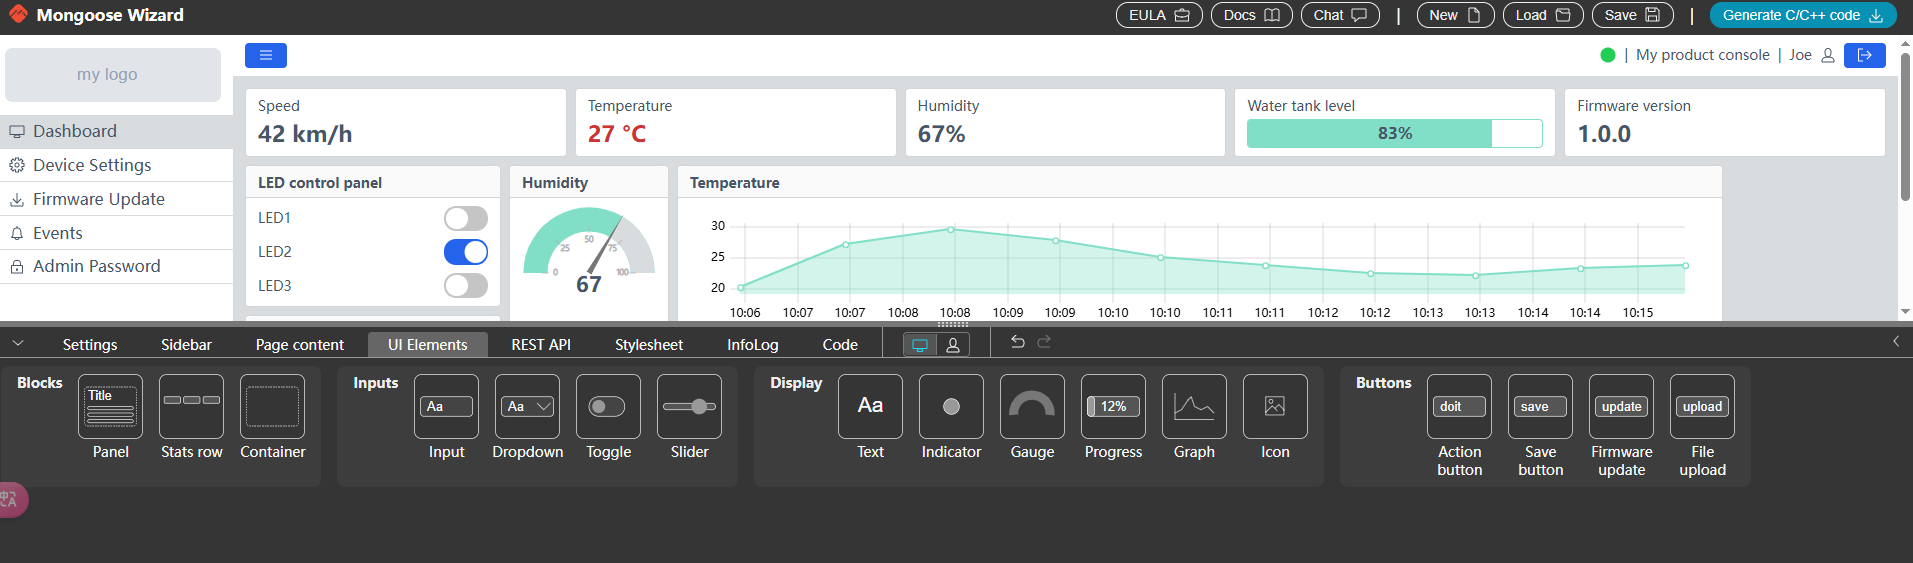 Mongoose Wizard
EULA
Docs
Chat
|
New
Load
Save
|
Generate C/C++ code
my logo
| My product console | Joe
Dashboard
Device Settings
Firmware Update
Events
Admin Password
Speed
42 km/h
Temperature
27 °C
Humidity
67%
Water tank level
83%
Firmware version
1.0.0
LED control panel
LED1
LED2
LED3
Humidity
0
25
50
75
100
67
Temperature
30
25
20
10:06 10:07 10:07 10:08 10:08 10:09 10:09 10:10 10:10 10:11 10:11 10:12 10:12 10:13 10:13 10:14 10:14 10:15
Settings
Sidebar
Page content
UI Elements
REST API
Stylesheet
InfoLog
Code
Blocks
Title
Panel
Stats row
Container
Inputs
Aa
Input
Aa
Dropdown
Toggle
Slider
Display
Aa
Text
Indicator
Gauge
12%
Progress
Graph
Icon
Buttons
doit
Action
button
save
Save
button
update
Firmware
update
upload
File
upload
中
A